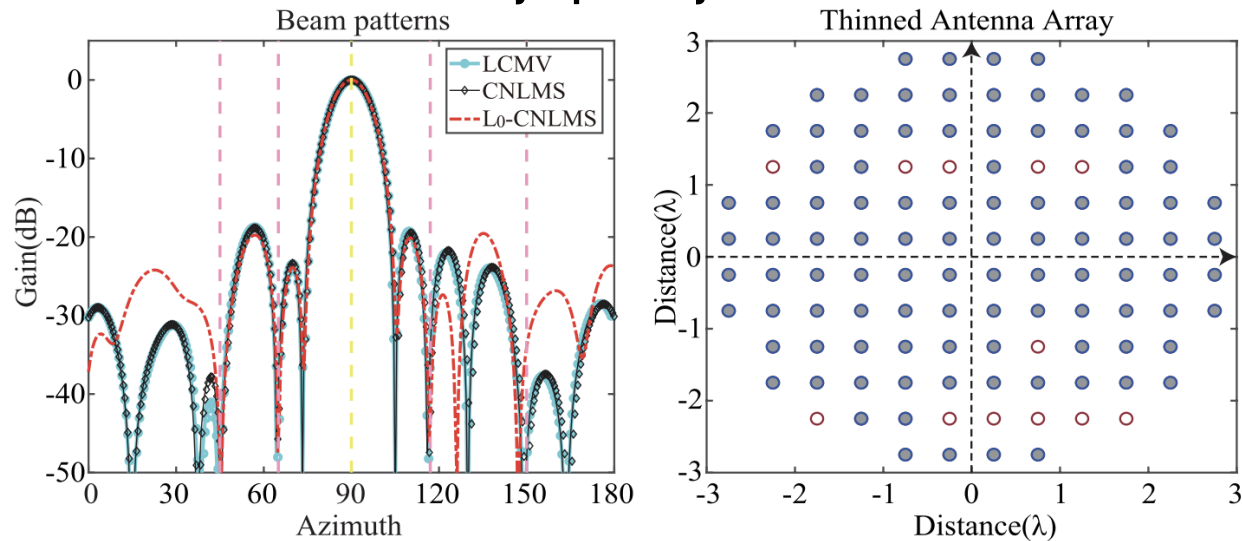 Beam patterns
LCMV
CNLMS
L₀-CNLMS
0
-10
-20
-30
-40
-50
Gain(dB)
0 30 60 90 120 150 180
Azimuth
Thinned Antenna Array
3
2
1
0
-1
-2
-3
Distance(λ)
-3 -2 -1 0 1 2 3
Distance(λ)